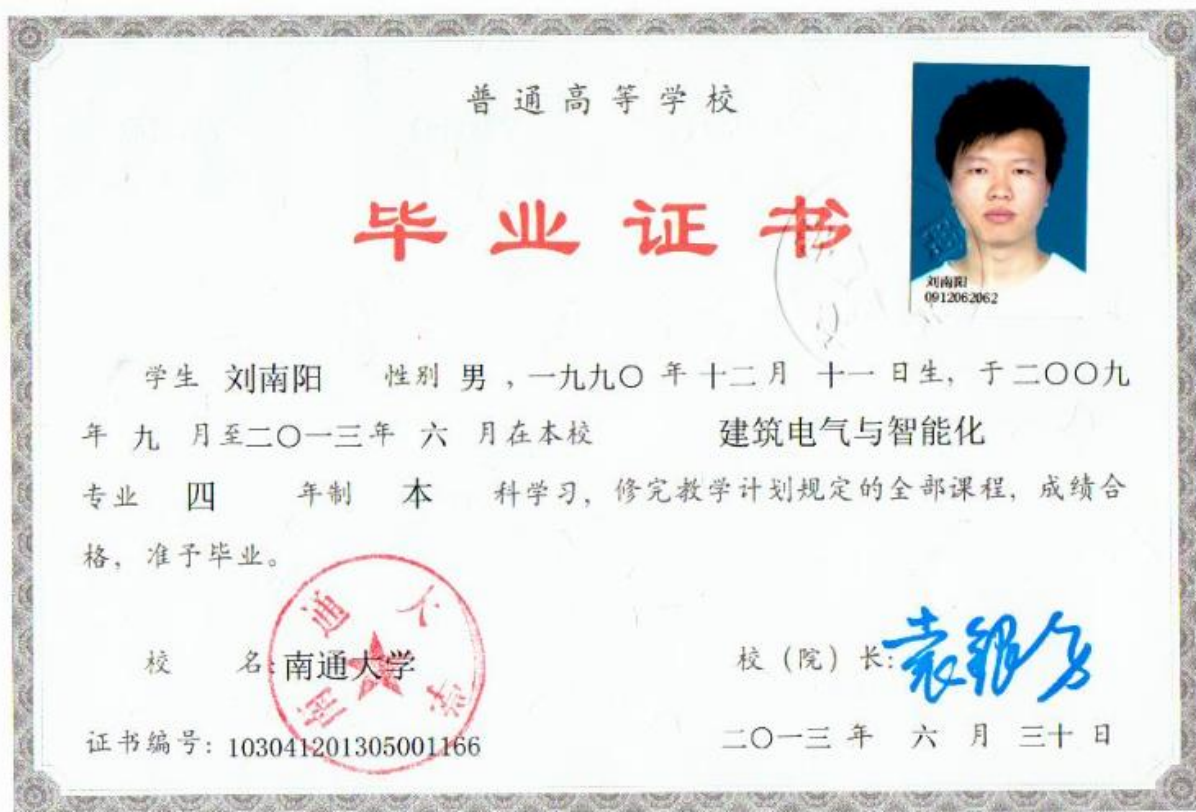 普通高等学校
毕业证书
刘南阳
0912062062
学生 刘南阳 性别 男 ，一九九〇 年 十二 月 十一 日生，于 二〇〇九
年 九 月至二〇一三年 六 月在本校 建筑电气与智能化
专业 四 年制 本 科学习，修完教学计划规定的全部课程，成绩合
格，准予毕业。
南通大学
校 名：南通大学
校（院）长：
证书编号：103041201305001166
二〇一三 年 六 月 三十 日